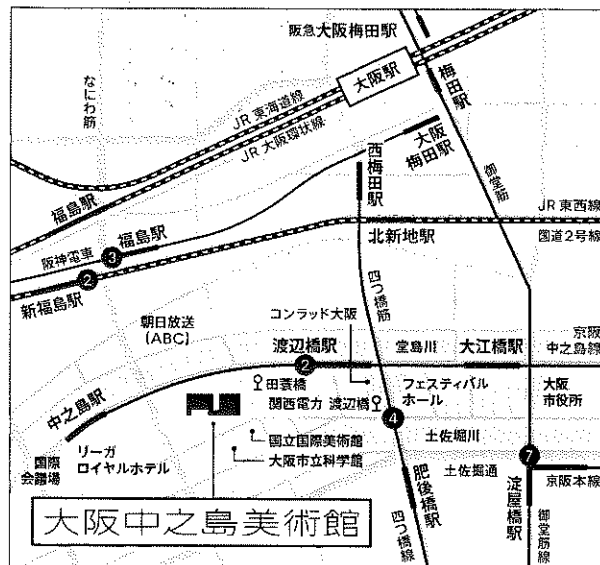 阪急大阪梅田駅
大阪駅
梅田駅
なにわ筋
JR 東海道線
JR 大阪環状線
大阪
梅田駅
西梅田駅
御堂筋
福島駅
JR 東西線
国道2号線
北新地駅
阪神電車
3
福島駅
2
新福島駅
四つ橋筋
朝日放送
(ABC)
コンラッド大阪
渡辺橋駅
2
堂島川
大江橋駅
京阪
中之島線
田蓑橋
関西電力
渡辺橋
フェスティバル
ホール
大阪
市役所
中之島駅
4
国立国際美術館
大阪市立科学館
土佐堀川
リーガ
ロイヤルホテル
国際
会議場
7
土佐堀通
京阪本線
肥後橋駅
淀屋橋駅
四つ橋線
御堂筋線
大阪中之島美術館